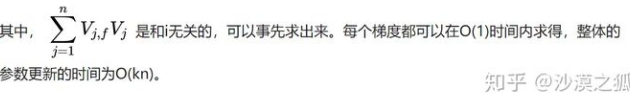 其中， $\sum_{j=1}^{n} V_{j,f} V_j$ 是和i无关的，可以事先求出来。每个梯度都可以在O(1)时间内求得，整体的
参数更新的时间为O(kn)。
知乎 @沙漠之狐